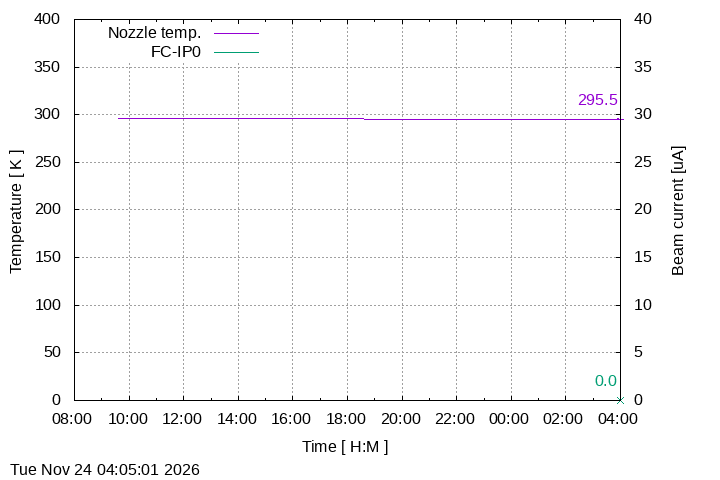 Nozzle temp.
FC-IP0
400
350
300
250
200
150
100
50
0
40
35
30
25
20
15
10
5
0
295.5
0.0
Temperature [ K ]
Beam current [uA]
08:00 10:00 12:00 14:00 16:00 18:00 20:00 22:00 00:00 02:00 04:00
Time [ H:M ]
Tue Nov 24 04:05:01 2026